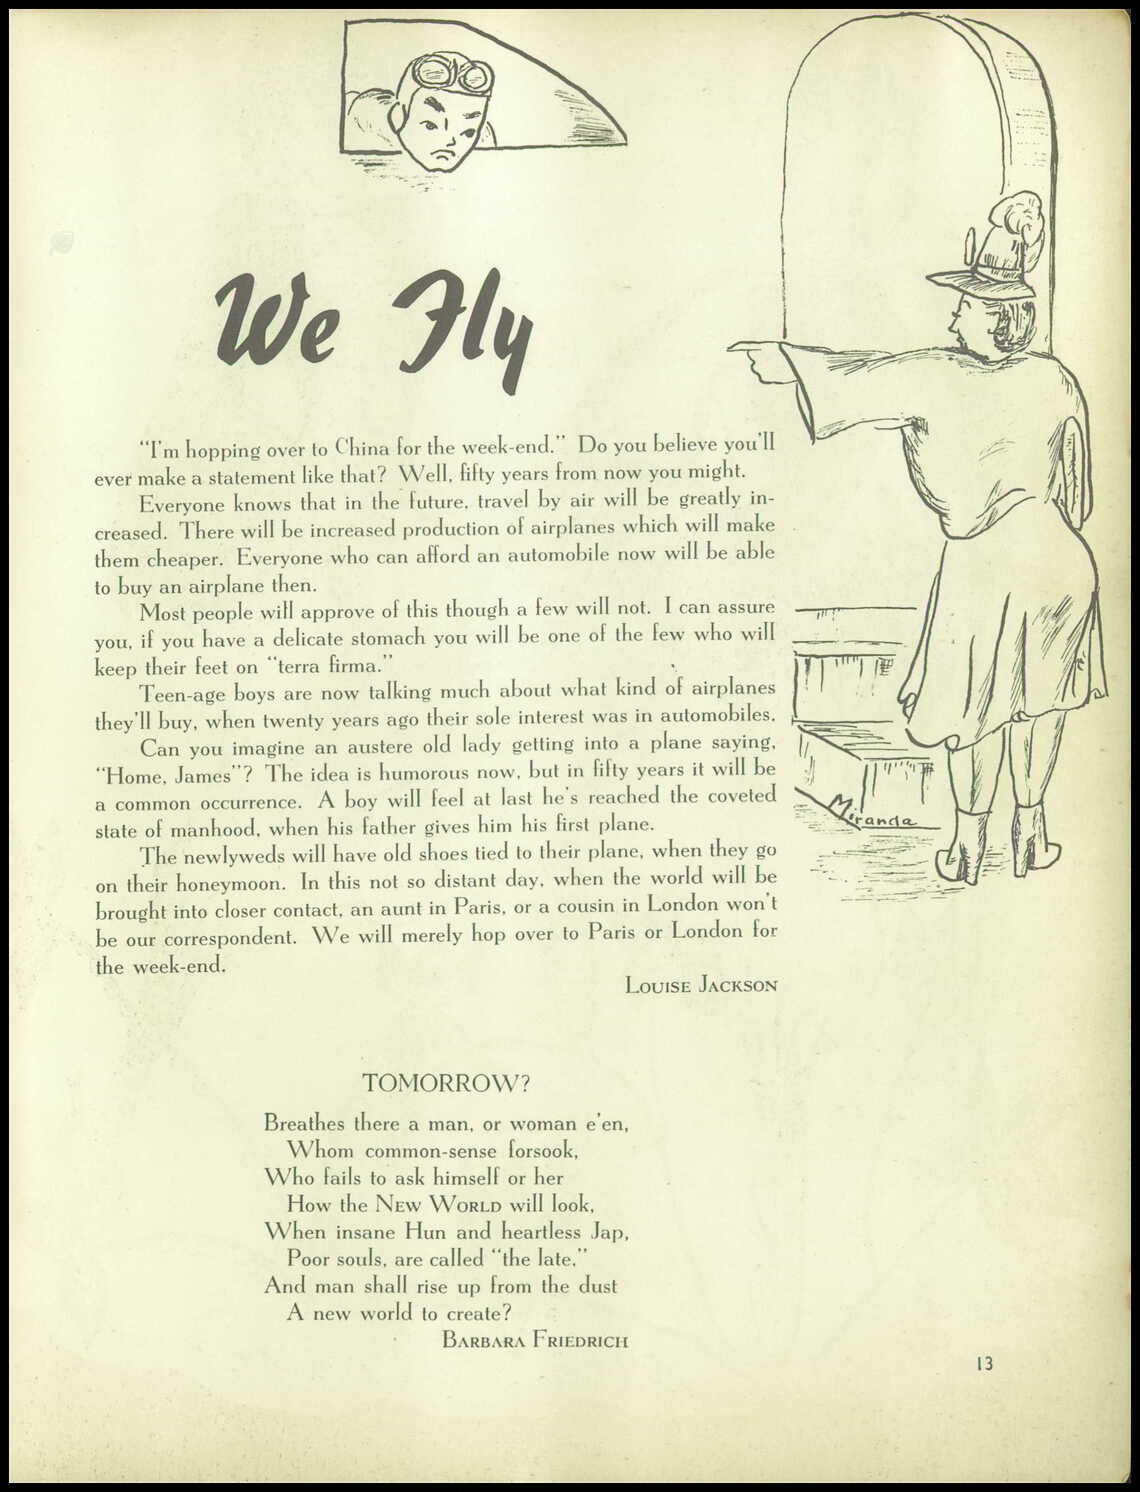 We Fly
"I'm hopping over to China for the week-end." Do you believe you'll
ever make a statement like that? Well, fifty years from now you might.
Everyone knows that in the future, travel by air will be greatly in-
creased. There will be increased production of airplanes which will make
them cheaper. Everyone who can afford an automobile now will be able
to buy an airplane then.
Most people will approve of this though a few will not. I can assure
you, if you have a delicate stomach you will be one of the few who will
keep their feet on "terra firma."
Teen-age boys are now talking much about what kind of airplanes
they'll buy, when twenty years ago their sole interest was in automobiles.
Can you imagine an austere old lady getting into a plane saying,
"Home, James"? The idea is humorous now, but in fifty years it will be
a common occurrence. A boy will feel at last he's reached the coveted
state of manhood, when his father gives him his first plane.
The newlyweds will have old shoes tied to their plane, when they go
on their honeymoon. In this not so distant day, when the world will be
brought into closer contact, an aunt in Paris, or a cousin in London won't
be our correspondent. We will merely hop over to Paris or London for
the week-end.
Louise Jackson
Miranda
TOMORROW?
Breathes there a man, or woman e'en,
Whom common-sense forsook,
Who fails to ask himself or her
How the New World will look,
When insane Hun and heartless Jap,
Poor souls, are called "the late,"
And man shall rise up from the dust
A new world to create?
Barbara Friedrich
13